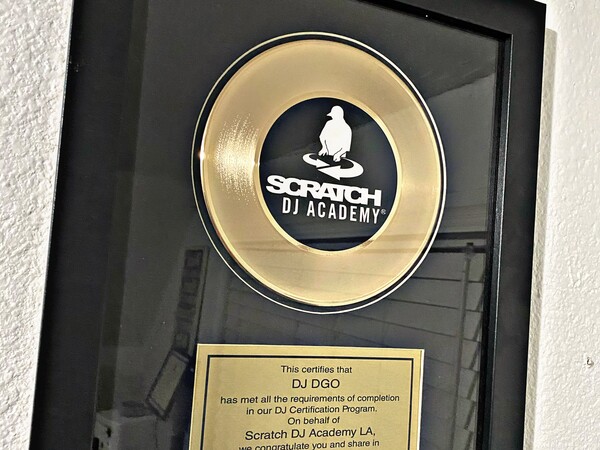 SCRATCH
DJ ACADEMY®
This certifies that
DJ DGO
has met all the requirements of completion
in our DJ Certification Program.
On behalf of
Scratch DJ Academy LA,
we congratulate you and share in